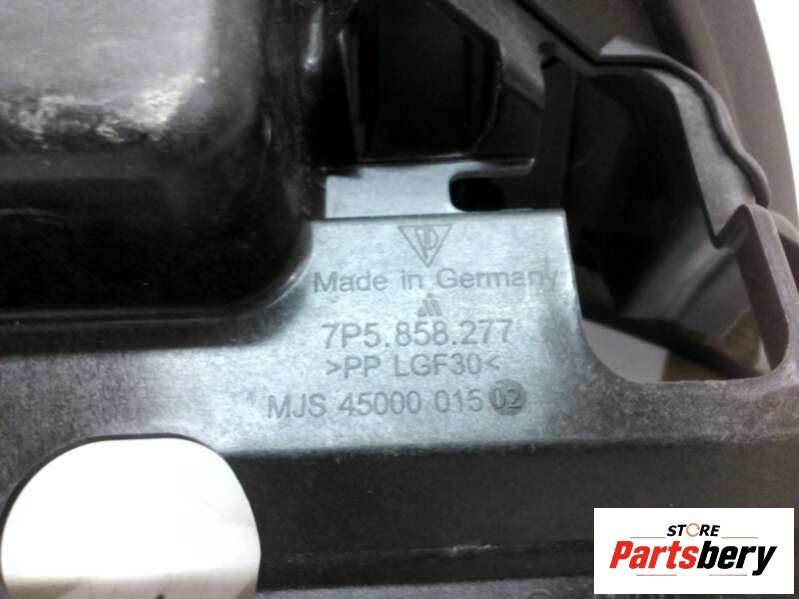 Made in Germany
7P5.858.277
>PP LGF30<
MJS 45000 015 02
STORE
Partsbery